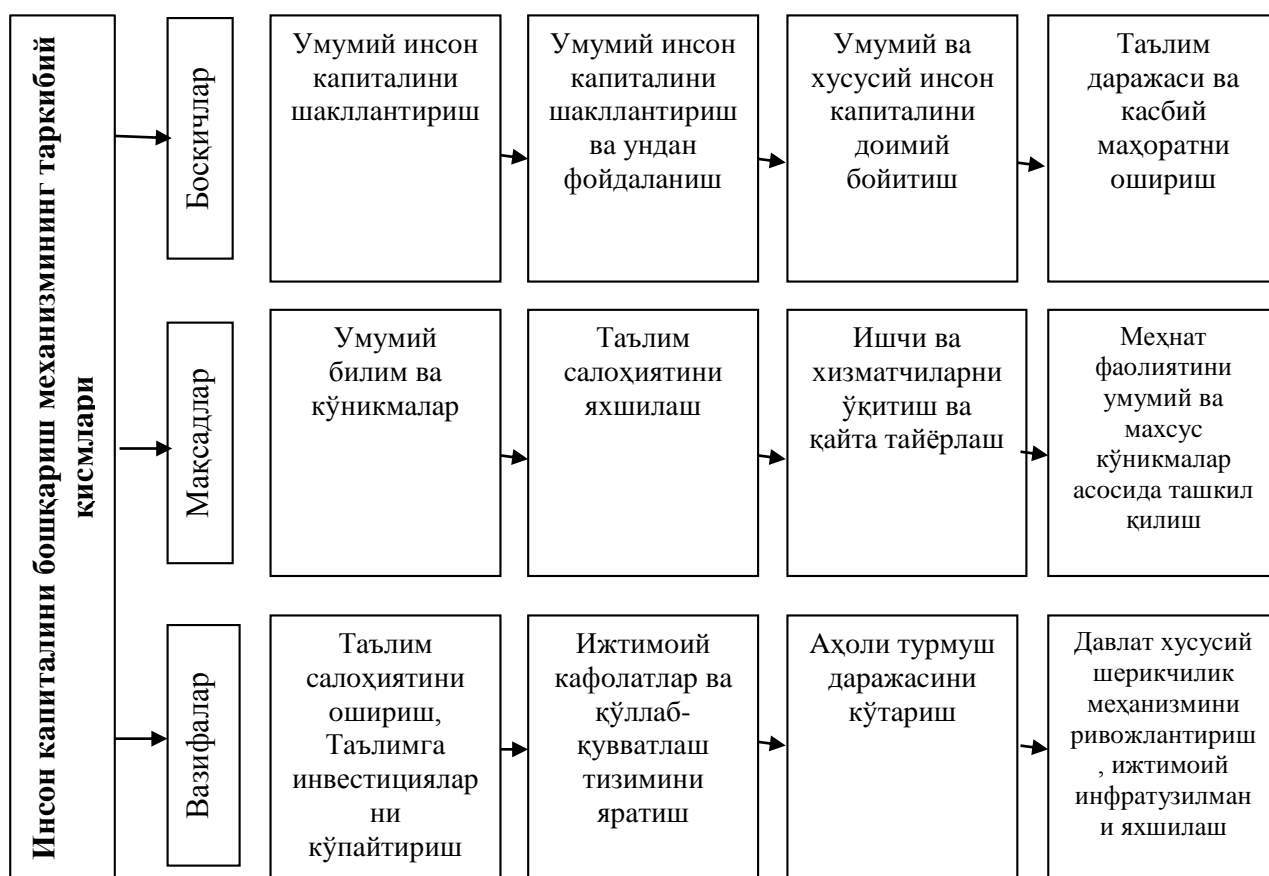 Инсон капиталини бошқариш механизмининг таркибий
қисмлари
Босқичлар
Умумий инсон
капиталини
шакллантириш
Умумий инсон
капиталини
шакллантириш
ва ундан
фойдаланиш
Умумий ва
хусусий инсон
капиталини
доимий
бойитиш
Таълим
даражаси ва
касбий
маҳоратни
ошириш
Мақсадлар
Умумий
билим ва
кўникмалар
Таълим
салоҳиятини
яхшилаш
Ишчи ва
хизматчиларни
ўқитиш ва
қайта тайёрлаш
Меҳнат
фаолиятини
умумий ва
махсус
кўникмалар
асосида ташкил
қилиш
Вазифалар
Таълим
салоҳиятини
ошириш,
Таълимга
инвестициялар
ни
кўпайтириш
Ижтимоий
кафолатлар ва
қўллаб-
қувватлаш
тизимини
яратиш
Аҳоли турмуш
даражасини
кўтариш
Давлат хусусий
шерикчилик
меҳанизмини
ривожлантириш
, ижтимоий
инфратузилман
и яхшилаш